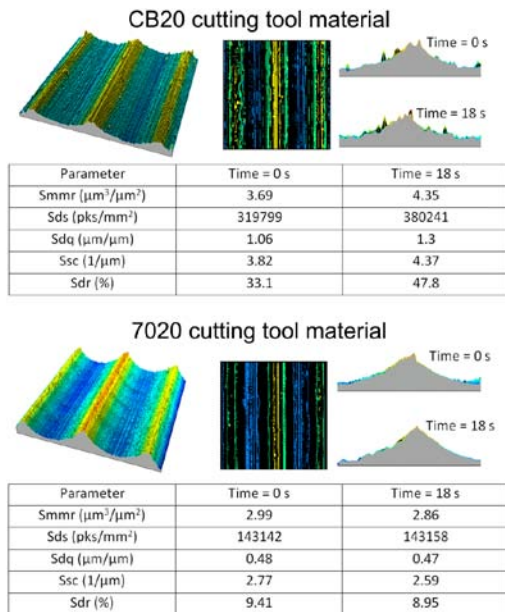 CB20 cutting tool material
Time = 0 s
Time = 18 s
Parameter Time = 0 s Time = 18 s
Smmr (μm³/μm²) 3.69 4.35
Sds (pks/mm²) 319799 380241
Sdq (μm/μm) 1.06 1.3
Ssc (1/μm) 3.82 4.37
Sdr (%) 33.1 47.8
7020 cutting tool material
Time = 0 s
Time = 18 s
Parameter Time = 0 s Time = 18 s
Smmr (μm³/μm²) 2.99 2.86
Sds (pks/mm²) 143142 143158
Sdq (μm/μm) 0.48 0.47
Ssc (1/μm) 2.77 2.59
Sdr (%) 9.41 8.95